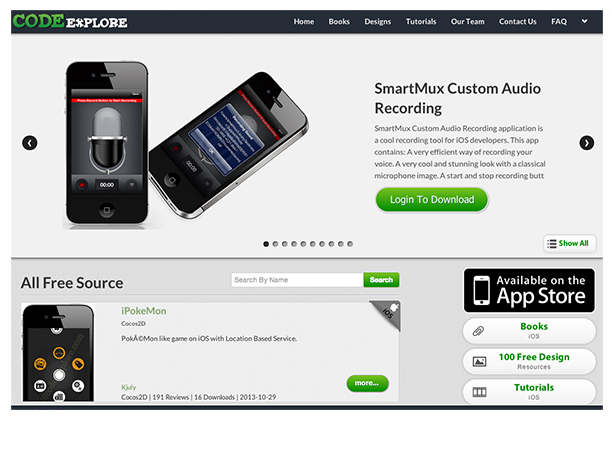 CODE EXPLORE
Home Books Designs Tutorials Our Team Contact Us FAQ
Please Press Record Button to Start Recording
00:00
00:00
SmartMux Custom Audio
Recording
SmartMux Custom Audio Recording application is
a cool recording tool for iOS developers. This app
contains: A very efficient way of recording your
voice. A very cool and stunning look with a classical
microphone image. A start and stop recording butt
Login To Download
Show All
All Free Source
Search By Name
Search
iPokeMon
Cocos2D
PokÃ©Mon like game on iOS with Location Based Service.
iOS
Kjuly
Cocos2D | 191 Reviews | 16 Downloads | 2013-10-29
more...
Available on the
App Store
Books
iOS
100 Free Design
Resources
Tutorials
iOS